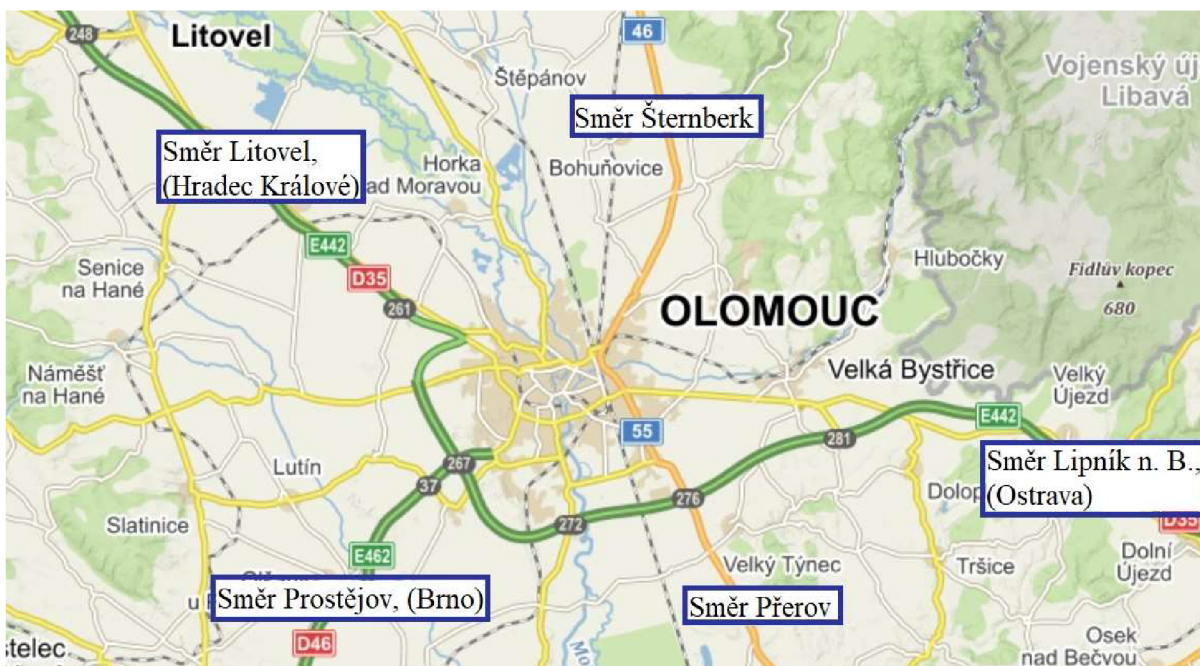 248
Litovel
46
Štěpánov
Vojenský új
Libavá
Směr Šternberk
Směr Litovel,
(Hradec Králové)
Horka
ad Moravou
Bohuňovice
E442
D35
261
Senice
na Hané
Hlubočky
Fidlův kopec
680
OLOMOUC
Náměšť
na Hané
Velká Bystřice
Velký
Újezd
E442
55
281
267
37
Lutín
276
272
Směr Lipník n. B.,
(Ostrava)
Dolop
D35
Slatinice
E462
Velký Týnec
Tršice
Dolní
Újezd
Směr Prostějov, (Brno)
Směr Přerov
D46
stelec
Osek
nad Bečvou